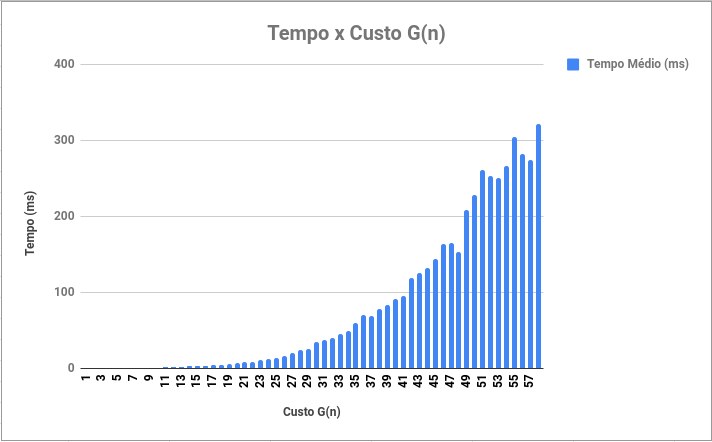 Tempo x Custo G(n)
Tempo Médio (ms)
400
300
200
100
0
Tempo (ms)
1 3 5 7 9 11 13 15 17 19 21 23 25 27 29 31 33 35 37 39 41 43 45 47 49 51 53 55 57
Custo G(n)